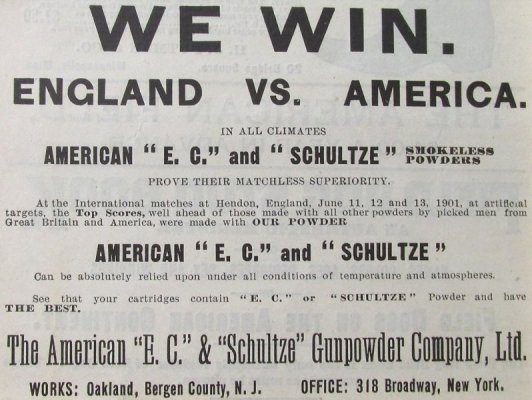 WE WIN.
ENGLAND VS. AMERICA.
IN ALL CLIMATES
AMERICAN "E. C." and "SCHULTZE" SMOKELESS POWDERS
PROVE THEIR MATCHLESS SUPERIORITY.
At the International matches at Hendon, England, June 11, 12 and 13, 1901, at artificial
targets, the Top Scores, well ahead of those made with all other powders by picked men from
Great Britain and America, were made with OUR POWDER
AMERICAN "E. C." and "SCHULTZE"
Can be absolutely relied upon under all conditions of temperature and atmospheres.
See that your cartridges contain "E. C." or "SCHULTZE" Powder and have
THE BEST.
The American "E. C." & "Schultze" Gunpowder Company, Ltd.
WORKS: Oakland, Bergen County, N. J. OFFICE: 318 Broadway, New York.